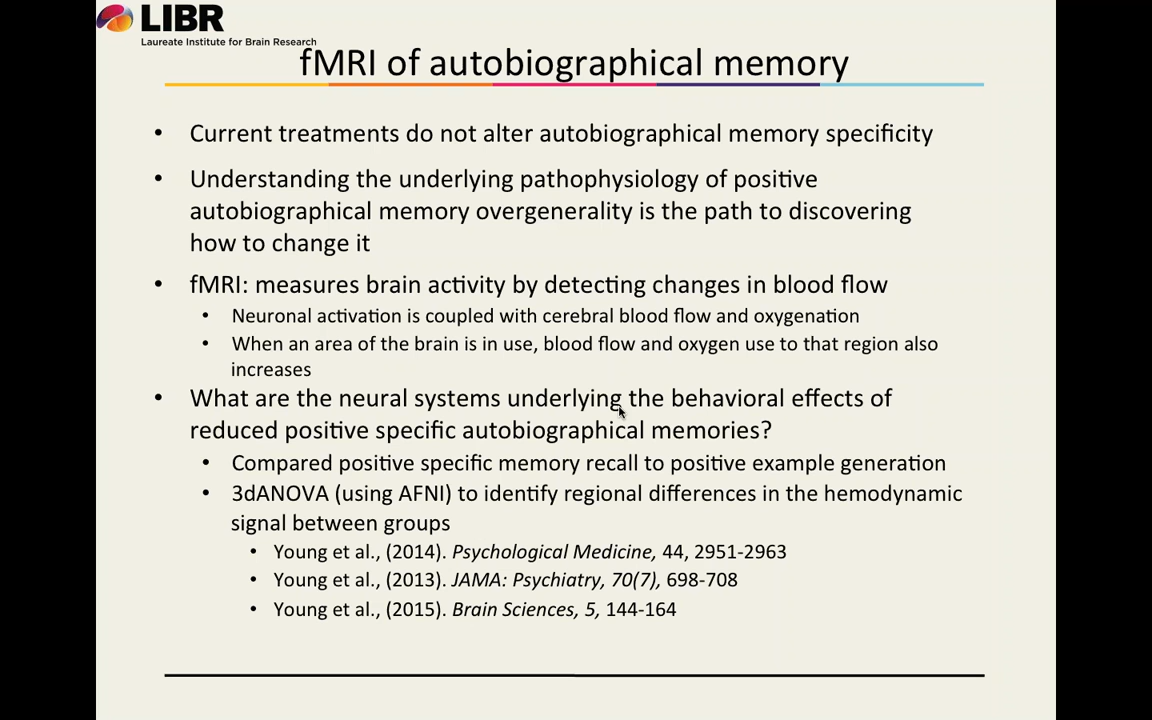 LIBR
Laureate Institute for Brain Research
fMRI of autobiographical memory
• Current treatments do not alter autobiographical memory specificity
• Understanding the underlying pathophysiology of positive
autobiographical memory overgenerality is the path to discovering
how to change it
• fMRI: measures brain activity by detecting changes in blood flow
• Neuronal activation is coupled with cerebral blood flow and oxygenation
• When an area of the brain is in use, blood flow and oxygen use to that region also
increases
• What are the neural systems underlying the behavioral effects of
reduced positive specific autobiographical memories?
• Compared positive specific memory recall to positive example generation
• 3dANOVA (using AFNI) to identify regional differences in the hemodynamic
signal between groups
• Young et al., (2014). Psychological Medicine, 44, 2951-2963
• Young et al., (2013). JAMA: Psychiatry, 70(7), 698-708
• Young et al., (2015). Brain Sciences, 5, 144-164